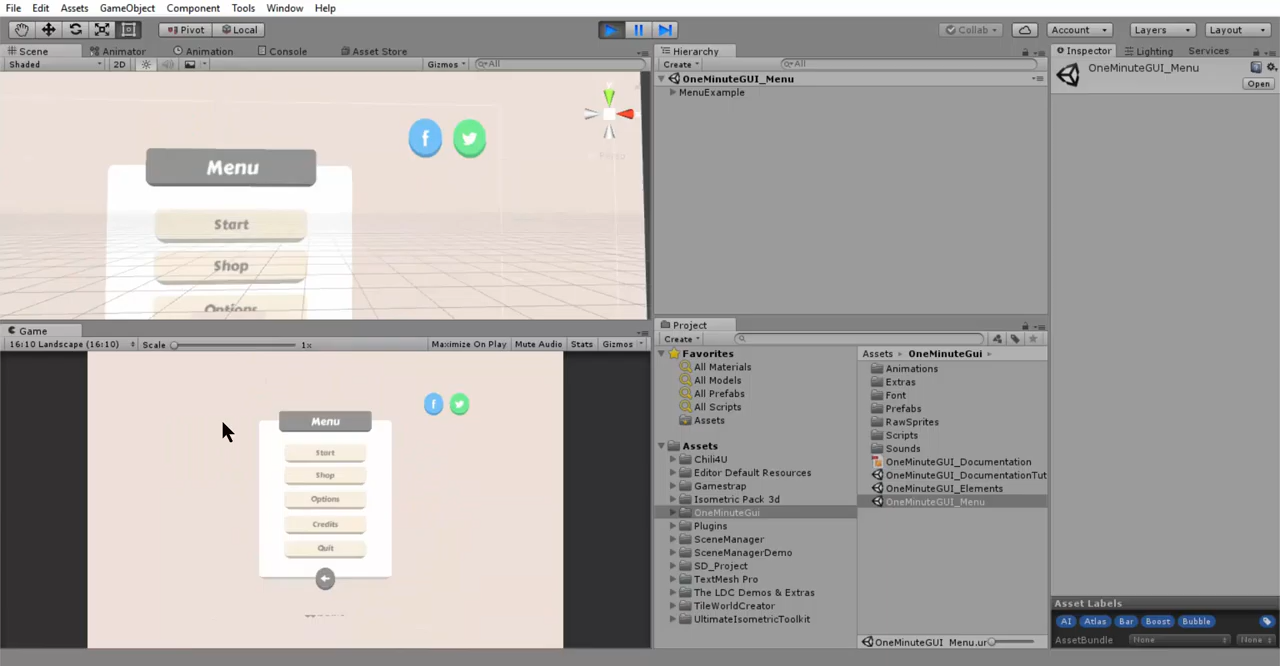 File Edit Assets GameObject Component Tools Window Help
Pivot Local Collab Account Layers Layout
Scene Animator Animation Console Asset Store
Shaded 2D Gizmos All
f
Menu
Start
Shop
Options
Game
16:10 Landscape (16:10) Scale 1x Maximize On Play Mute Audio Stats Gizmos
f
Menu
Start
Shop
Options
Credits
Quit
Hierarchy
Create All
OneMinuteGUI_Menu
MenuExample
Project
Create
Favorites
All Materials
All Models
All Prefabs
All Scripts
Assets
Assets
Chili4U
Editor Default Resources
Gamestrap
Isometric Pack 3d
OneMinuteGui
Plugins
SceneManager
SceneManagerDemo
SD_Project
TextMesh Pro
The LDC Demos & Extras
TileWorldCreator
UltimateIsometricToolkit
Assets OneMinuteGui
Animations
Extras
Font
Prefabs
RawSprites
Scripts
Sounds
OneMinuteGUI_Documentation
OneMinuteGUI_DocumentationTut
OneMinuteGUI_Elements
OneMinuteGUI_Menu
OneMinuteGUI_Menu.ur
Inspector Lighting Services
OneMinuteGUI_Menu
Open
Asset Labels
AI Atlas Bar Boost Bubble
AssetBundle None None